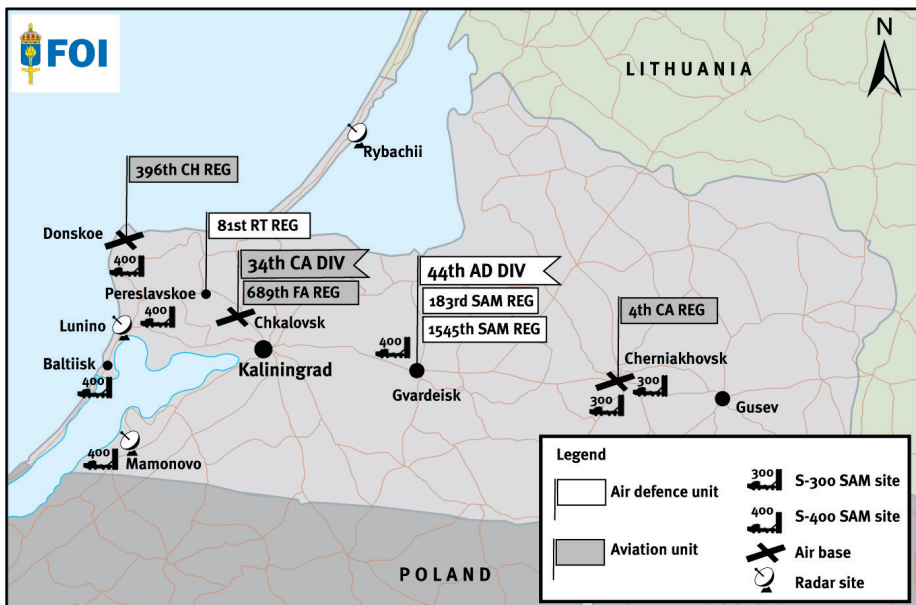 FOI
N
LITHUANIA
Rybachii
396th CH REG
81st RT REG
Donskoe
400
34th CA DIV
44th AD DIV
Pereslavskoe
689th FA REG
183rd SAM REG
4th CA REG
400
Lunino
Chkalovsk
1545th SAM REG
Baltiisk
Kaliningrad
400
Cherniakhovsk
400
Gvardeisk
300
300
Gusev
400
Mamonovo
Legend
Air defence unit
300
S-300 SAM site
400
S-400 SAM site
Aviation unit
Air base
Radar site
POLAND